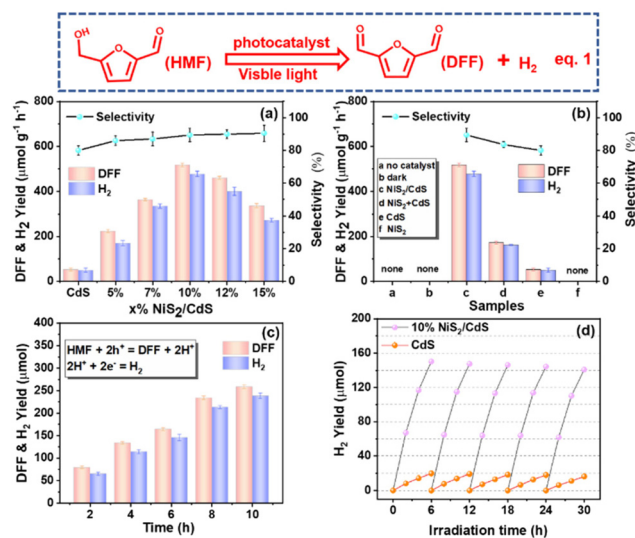 OH
O
O
(HMF)
photocatalyst
Visble light
O
O
O
(DFF) + H₂ eq. 1
Selectivity (a)
DFF
H₂
DFF & H₂ Yield (μmol g⁻¹ h⁻¹)
800
600
400
200
0
100
80
60
40
20
0
Selectivity (%)
CdS 5% 7% 10% 12% 15%
x% NiS₂/CdS
Selectivity (b)
a no catalyst
b dark
c NiS₂/CdS
d NiS₂+CdS
e CdS
f NiS₂
DFF
H₂
DFF & H₂ Yield (μmol g⁻¹ h⁻¹)
800
600
400
200
0
100
80
60
40
20
0
Selectivity (%)
none none none
a b c d e f
Samples
(c)
HMF + 2h⁺ = DFF + 2H⁺
2H⁺ + 2e⁻ = H₂
DFF
H₂
DFF & H₂ Yield (μmol)
400
350
300
250
200
150
100
50
0
2 4 6 8 10
Time (h)
10% NiS₂/CdS (d)
CdS
H₂ Yield (μmol)
200
160
120
80
40
0
0 6 12 18 24 30
Irradiation time (h)